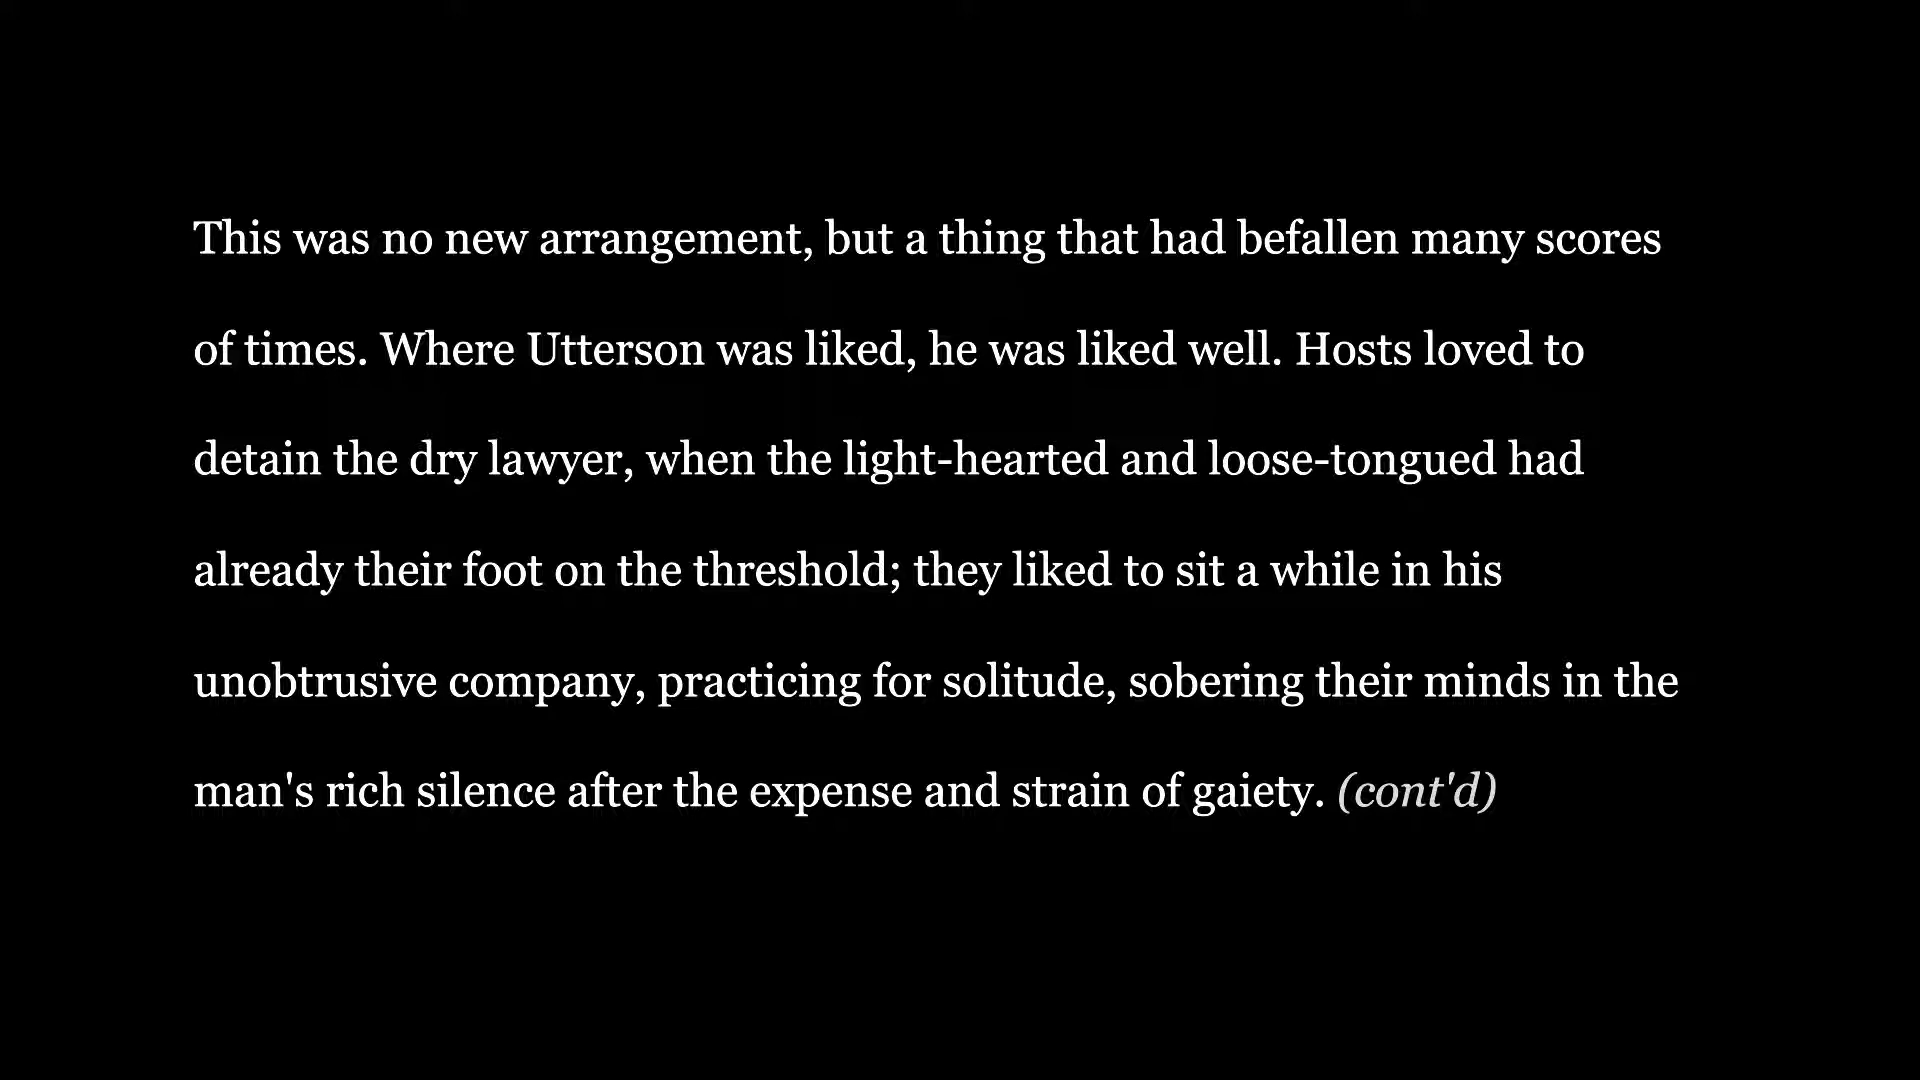 This was no new arrangement, but a thing that had befallen many scores
of times. Where Utterson was liked, he was liked well. Hosts loved to
detain the dry lawyer, when the light-hearted and loose-tongued had
already their foot on the threshold; they liked to sit a while in his
unobtrusive company, practicing for solitude, sobering their minds in the
man's rich silence after the expense and strain of gaiety. (cont'd)